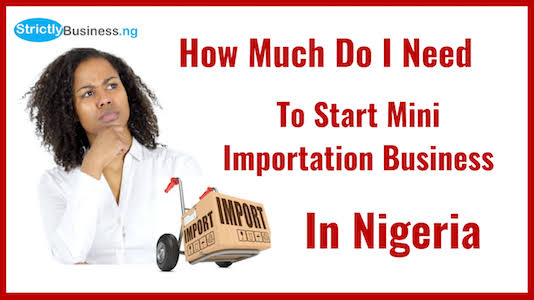 StrictlyBusiness.ng
How Much Do I Need
To Start Mini
Importation Business
In Nigeria
IMPORT
IMPORT